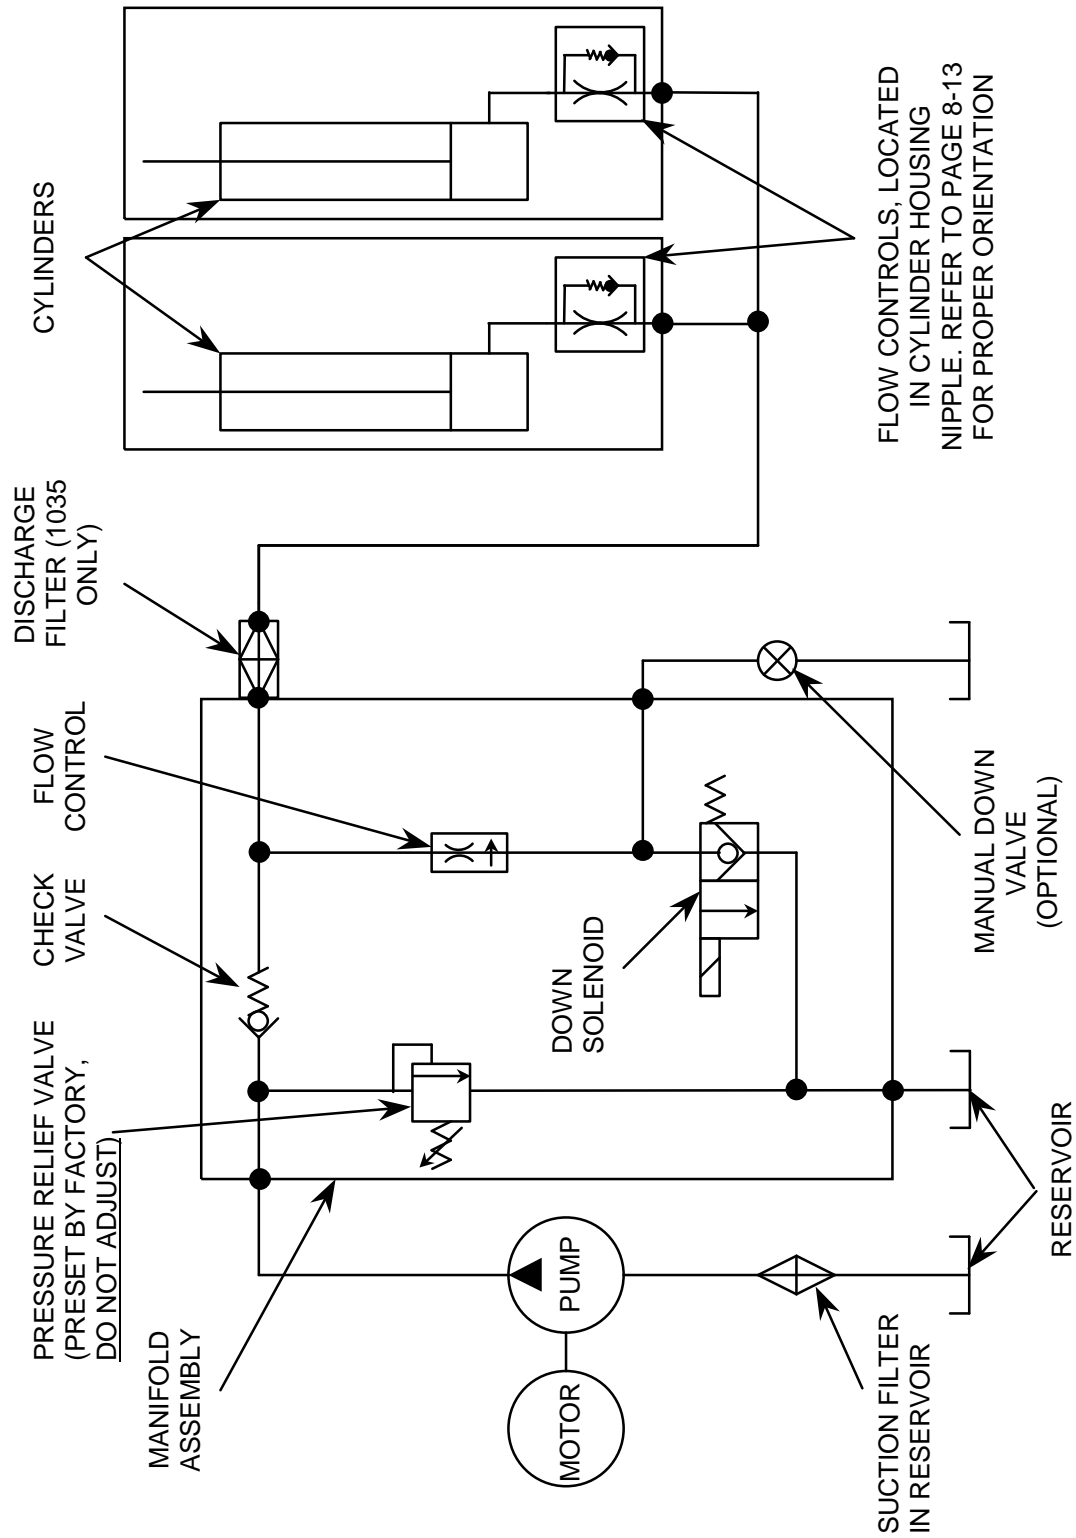 PRESSURE RELIEF VALVE
(PRESET BY FACTORY,
DO NOT ADJUST)
CHECK
VALVE
FLOW
CONTROL
DISCHARGE
FILTER (1035
ONLY)
CYLINDERS
MANIFOLD
ASSEMBLY
MOTOR
PUMP
DOWN
SOLENOID
SUCTION FILTER
IN RESERVOIR
RESERVOIR
MANUAL DOWN
VALVE
(OPTIONAL)
FLOW CONTROLS, LOCATED
IN CYLINDER HOUSING
NIPPLE. REFER TO PAGE 8-13
FOR PROPER ORIENTATION